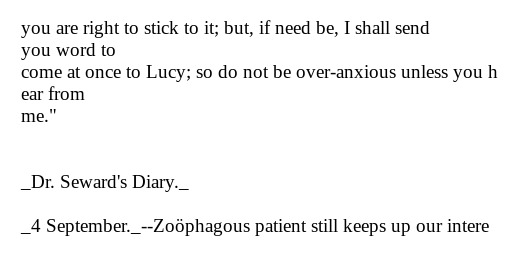 you are right to stick to it; but, if need be, I shall send
you word to
come at once to Lucy; so do not be over-anxious unless you h
ear from
me."
_Dr. Seward's Diary._
_4 September._--Zoöphagous patient still keeps up our intere